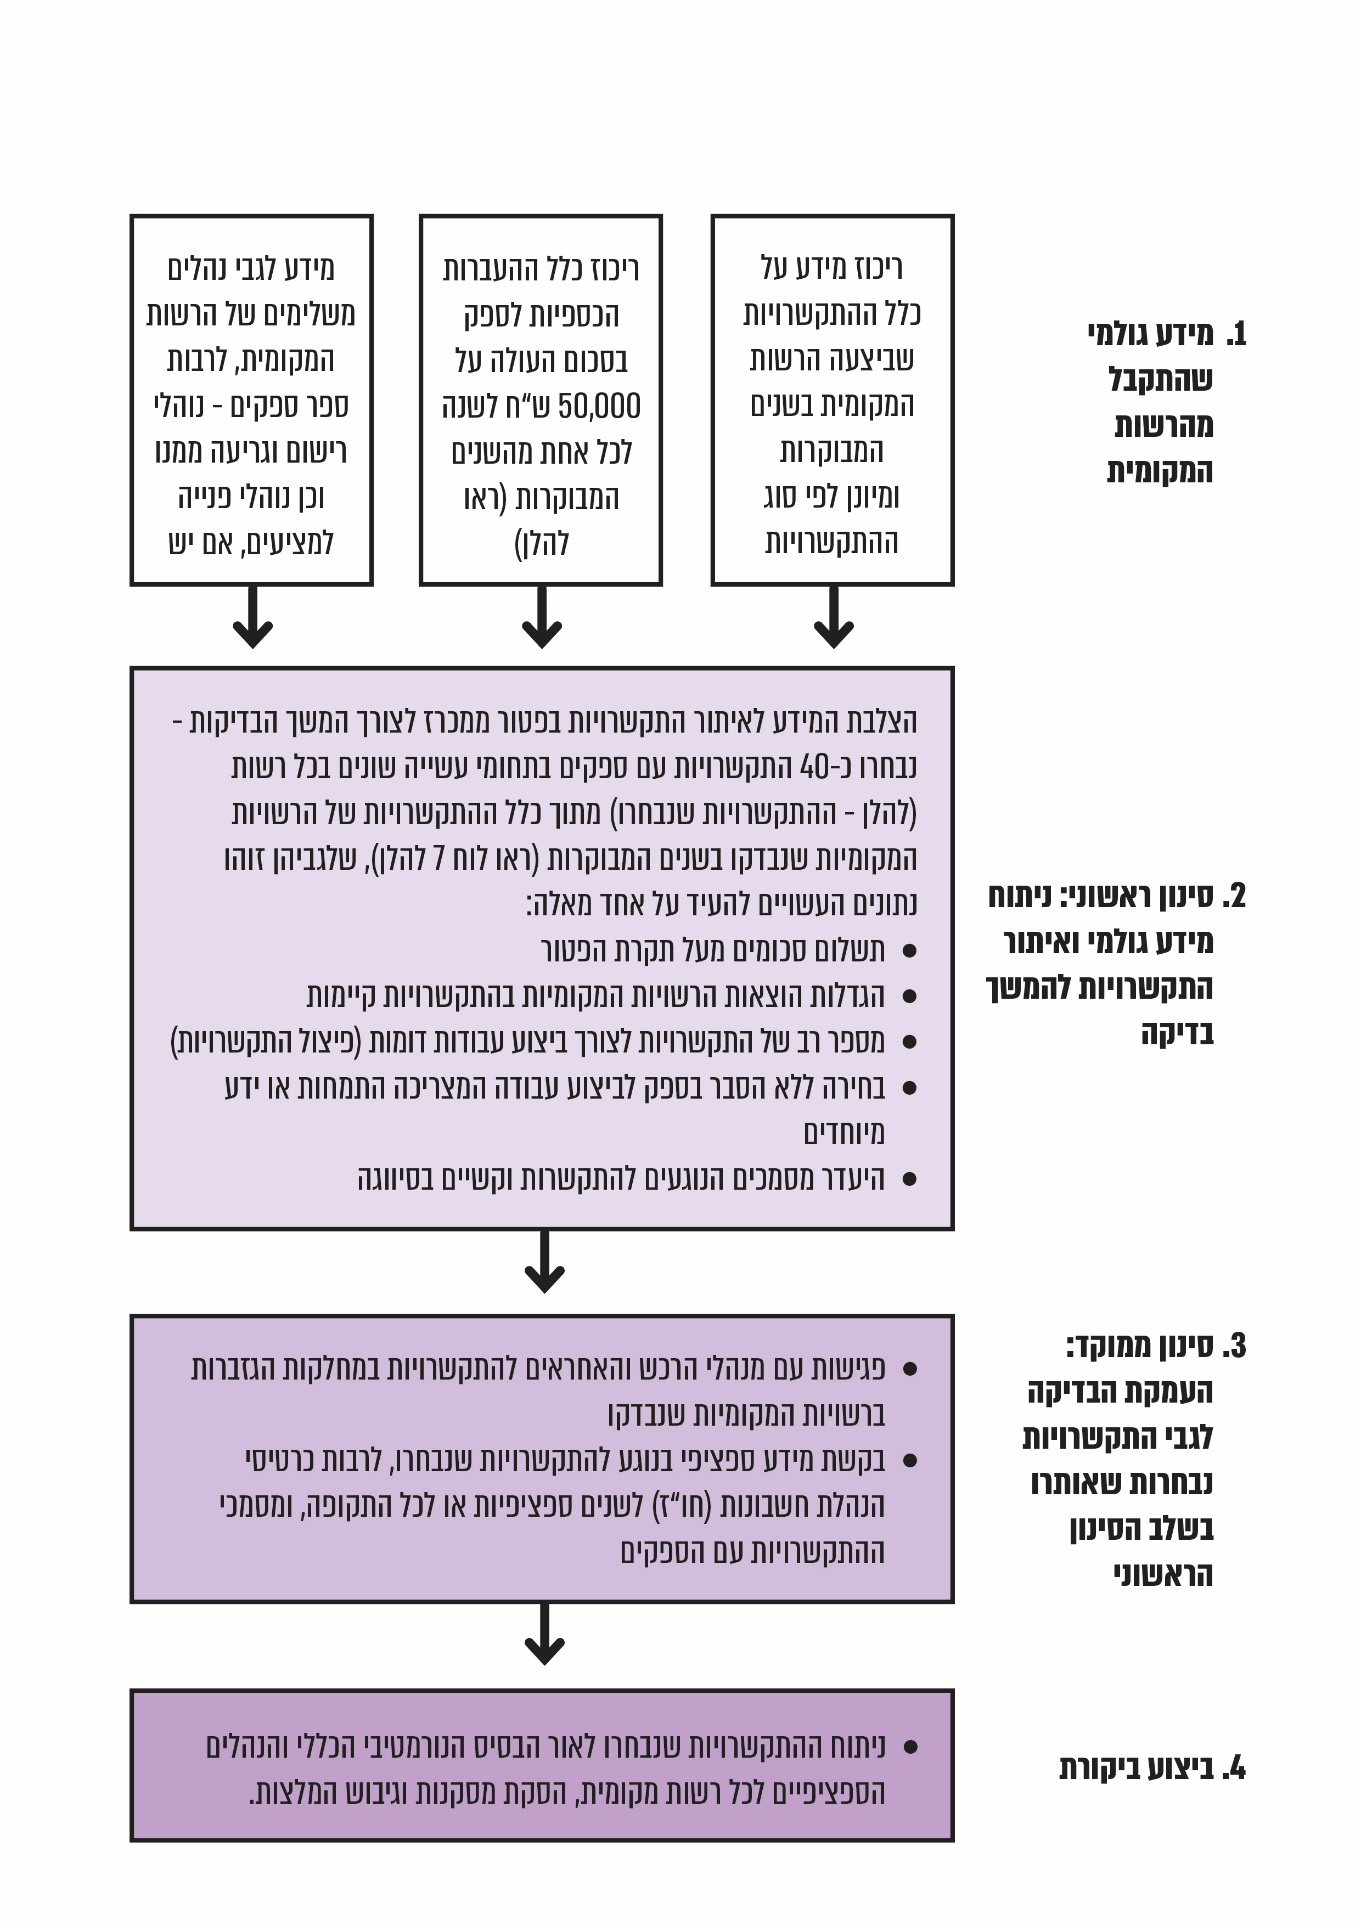 1. מידע גולמי
שהתקבל
מהרשות
המקומית
ריכוז מידע על
כלל ההתקשרויות
שביצעה הרשות
המקומית בשנים
המבוקרות
ומיונן לפי סוג
ההתקשרויות
ריכוז כלל ההעברות
הכספיות לספק
בסכום העולה על
50,000 ש"ח לשנה
לכל אחת מהשנים
המבוקרות (ראו
להלן)
מידע לגבי נהלים
משלימים של הרשות
המקומית, לרבות
ספר ספקים - נוהלי
רישום וגריעה ממנו
וכן נוהלי פנייה
למציעים, אם יש
2. סינון ראשוני: ניתוח
מידע גולמי ואיתור
התקשרויות להמשך
בדיקה
הצלבת המידע לאיתור התקשרויות בפטור ממכרז לצורך המשך הבדיקות -
נבחרו כ-40 התקשרויות עם ספקים בתחומי עשייה שונים בכל רשות
(להלן - ההתקשרויות שנבחרו) מתוך כלל ההתקשרויות של הרשויות
המקומיות שנבדקו בשנים המבוקרות (ראו לוח 7 להלן), שלגביהן זוהו
נתונים העשויים להעיד על אחד מאלה:
• תשלום סכומים מעל תקרת הפטור
• הגדלות הוצאות הרשויות המקומיות בהתקשרויות קיימות
• מספר רב של התקשרויות לצורך ביצוע עבודות דומות (פיצול התקשרויות)
• בחירה ללא הסבר בספק לביצוע עבודה המצריכה התמחות או ידע
מיוחדים
• היעדר מסמכים הנוגעים להתקשרות וקשיים בסיווגה
3. סינון ממוקד:
העמקת הבדיקה
לגבי התקשרויות
נבחרות שאותרו
בשלב הסינון
הראשוני
• פגישות עם מנהלי הרכש והאחראים להתקשרויות במחלקות הגזברות
ברשויות המקומיות שנבדקו
• בקשת מידע ספציפי בנוגע להתקשרויות שנבחרו, לרבות כרטיסי
הנהלת חשבונות (חו"ז) לשנים ספציפיות או לכל התקופה, ומסמכי
ההתקשרויות עם הספקים
4. ביצוע ביקורת
• ניתוח ההתקשרויות שנבחרו לאור הבסיס הנורמטיבי הכללי והנהלים
הספציפיים לכל רשות מקומית, הסקת מסקנות וגיבוש המלצות.